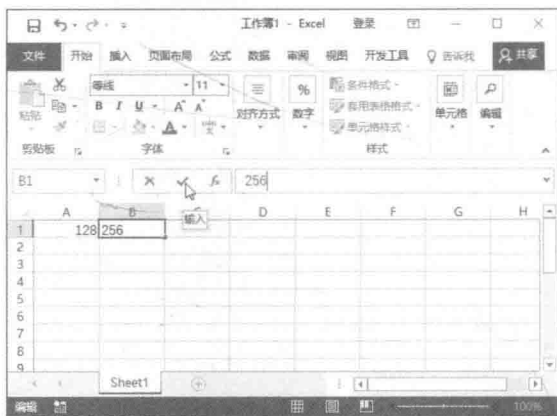 工作簿1 - Excel 登录
文件 开始 插入 页面布局 公式 数据 审阅 视图 开发工具 告诉我 共享
等线 11
条件格式
B I U A A
% 套用表格格式
粘贴 对齐方式 数字 单元格 编辑
A 单元格样式
剪贴板 字体 样式
B1 fx 256
输入
A B C D E F G H
1 128 256
2
3
4
5
6
7
8
9
Sheet1
编辑 100%